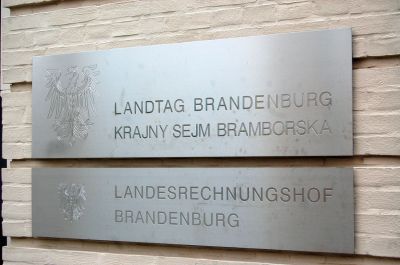 LANDTAG BRANDENBURG
KRAJNY SEJM BRAMBORSKA
LANDESRECHNUNGSHOF
BRANDENBURG